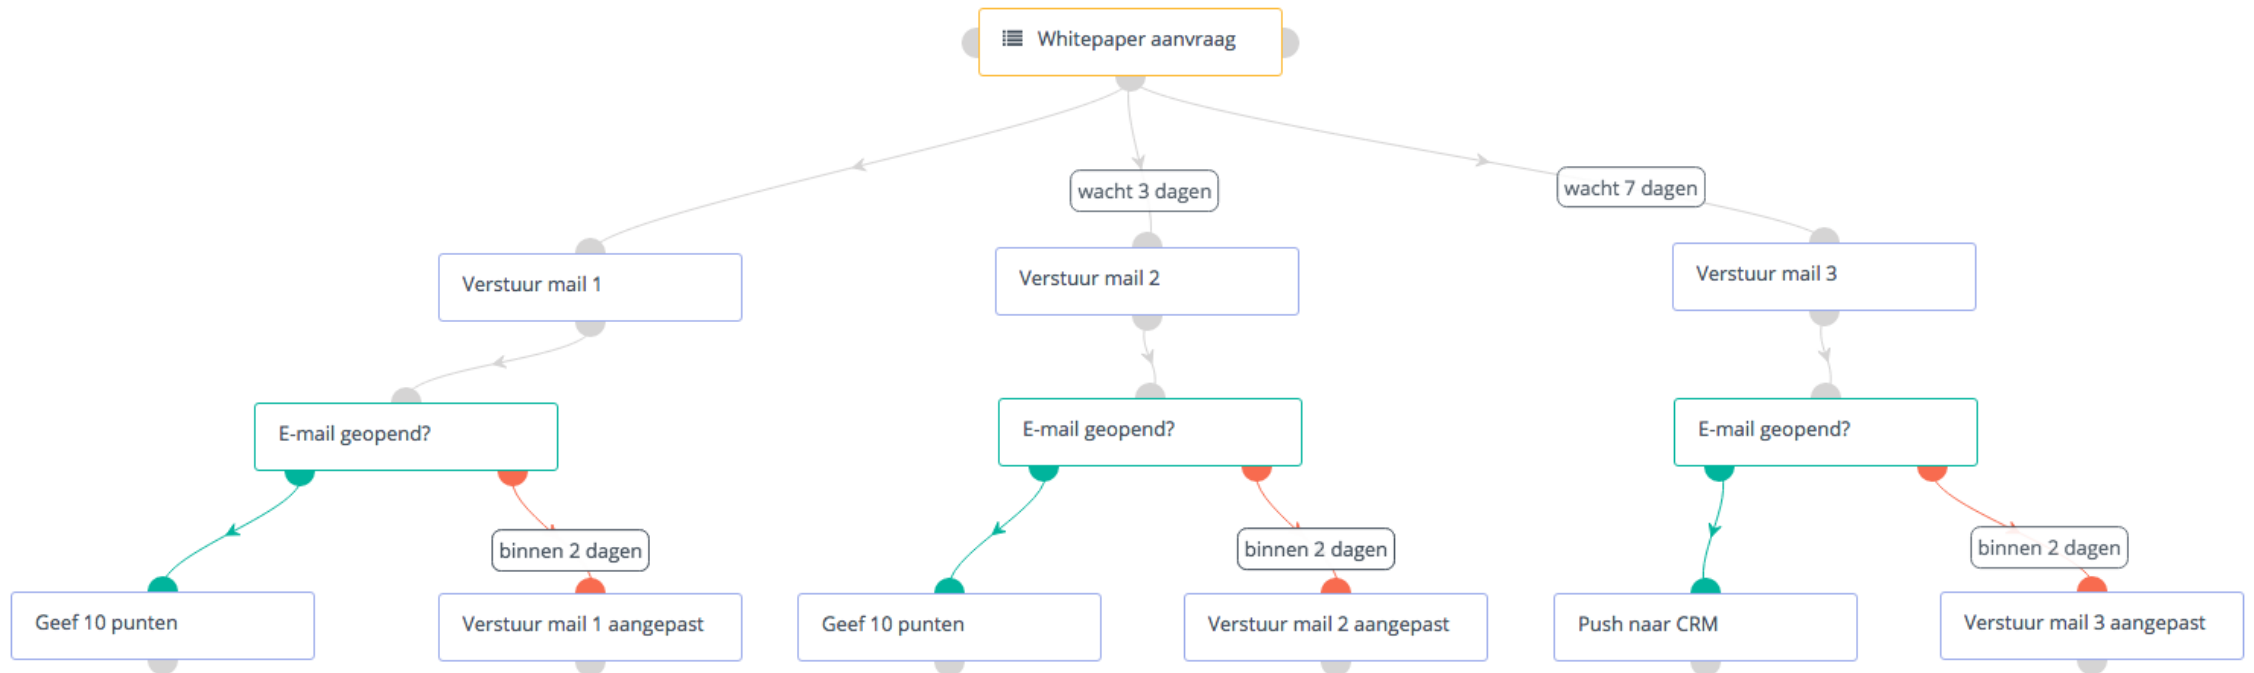 Whitepaper aanvraag
wacht 3 dagen
wacht 7 dagen
Verstuur mail 1
Verstuur mail 2
Verstuur mail 3
E-mail geopend?
E-mail geopend?
E-mail geopend?
binnen 2 dagen
binnen 2 dagen
binnen 2 dagen
Geef 10 punten
Verstuur mail 1 aangepast
Geef 10 punten
Verstuur mail 2 aangepast
Push naar CRM
Verstuur mail 3 aangepast